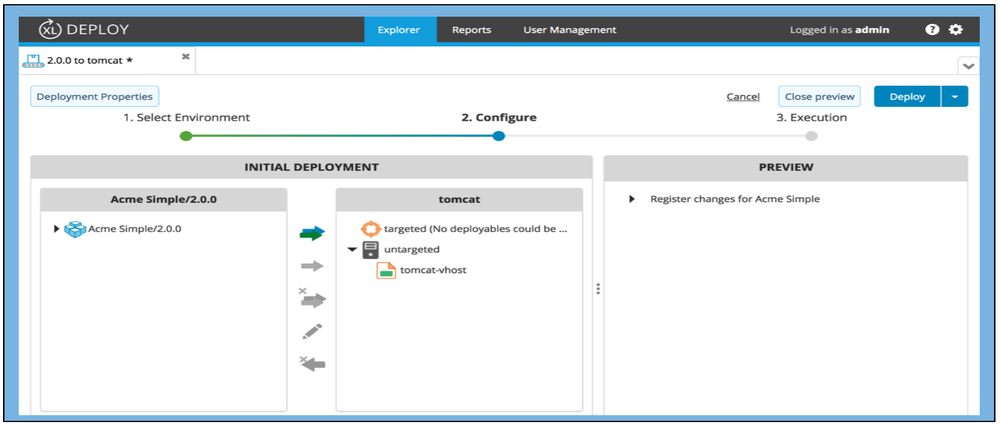 XL DEPLOY
Explorer
Reports
User Management
Logged in as admin
?
2.0.0 to tomcat *
Deployment Properties
Cancel
Close preview
Deploy
1. Select Environment
2. Configure
3. Execution
INITIAL DEPLOYMENT
PREVIEW
Acme Simple/2.0.0
tomcat
Register changes for Acme Simple
Acme Simple/2.0.0
targeted (No deployables could be ...
untargeted
tomcat-vhost